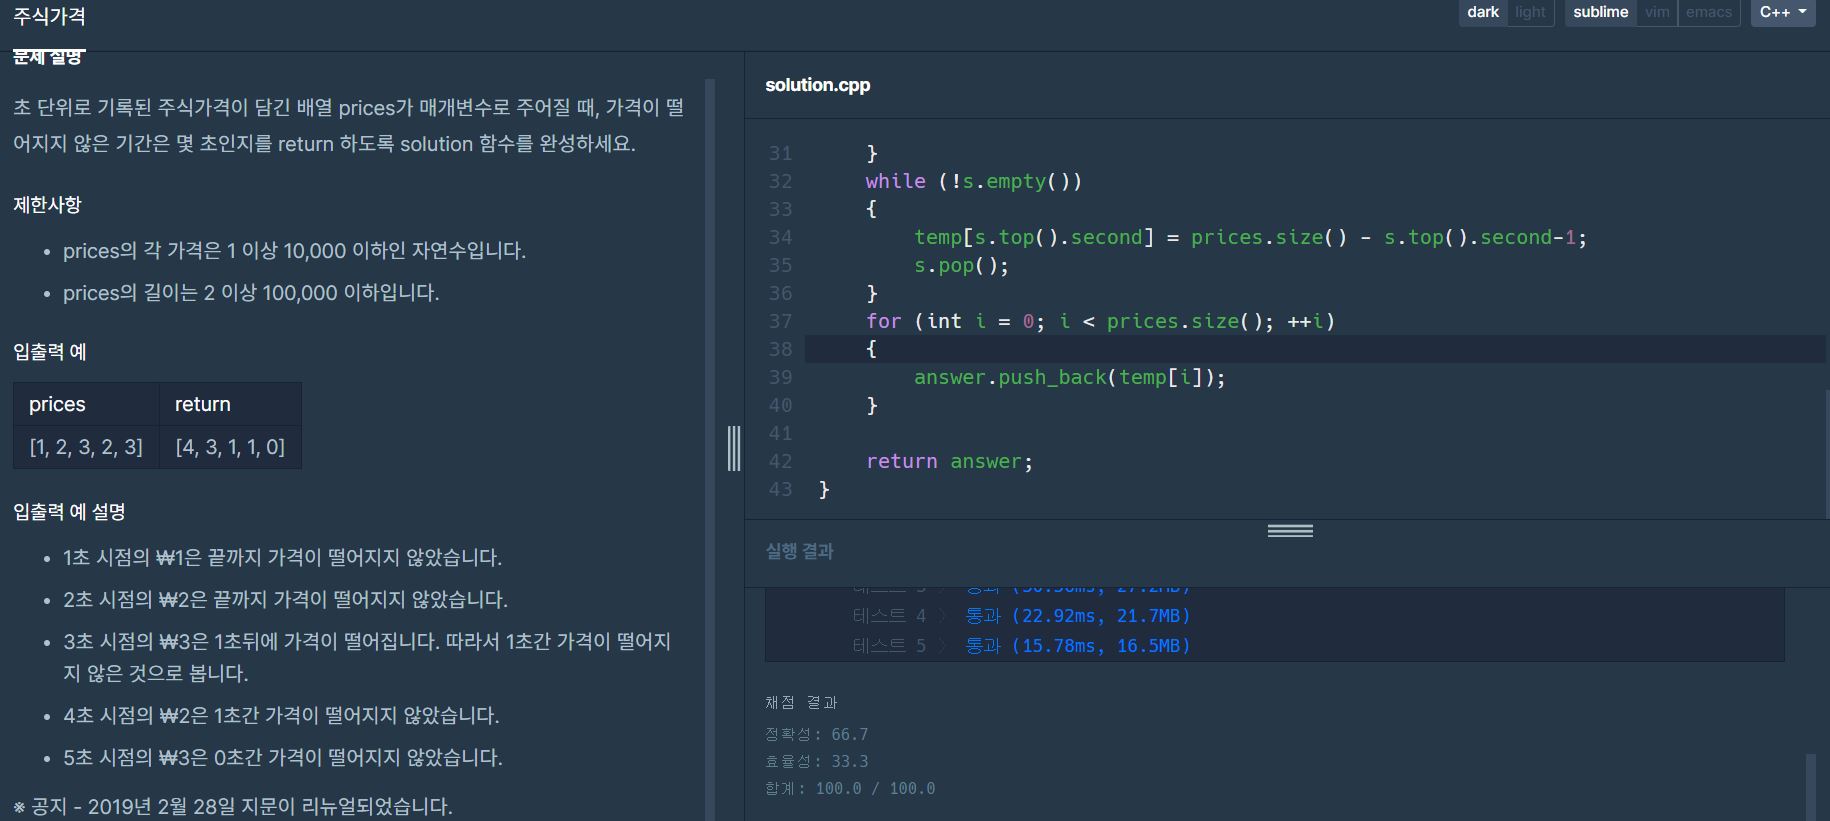 주식가격
dark light sublime vim emacs C++
문제 설명
초 단위로 기록된 주식가격이 담긴 배열 prices가 매개변수로 주어질 때, 가격이 떨
어지지 않은 기간은 몇 초인지를 return 하도록 solution 함수를 완성하세요.
제한사항
• prices의 각 가격은 1 이상 10,000 이하인 자연수입니다.
• prices의 길이는 2 이상 100,000 이하입니다.
입출력 예
prices return
[1, 2, 3, 2, 3] [4, 3, 1, 1, 0]
입출력 예 설명
• 1초 시점의 ₩1은 끝까지 가격이 떨어지지 않았습니다.
• 2초 시점의 ₩2은 끝까지 가격이 떨어지지 않았습니다.
• 3초 시점의 ₩3은 1초뒤에 가격이 떨어집니다. 따라서 1초간 가격이 떨어지
지 않은 것으로 봅니다.
• 4초 시점의 ₩2은 1초간 가격이 떨어지지 않았습니다.
• 5초 시점의 ₩3은 0초간 가격이 떨어지지 않았습니다.
※ 공지 - 2019년 2월 28일 지문이 리뉴얼되었습니다.
solution.cpp
31 }
32 while (!s.empty())
33 {
34 temp[s.top().second] = prices.size() - s.top().second-1;
35 s.pop();
36 }
37 for (int i = 0; i < prices.size(); ++i)
38 {
39 answer.push_back(temp[i]);
40 }
41
42 return answer;
43 }
실행 결과
테스트 4 〉 통과 (22.92ms, 21.7MB)
테스트 5 〉 통과 (15.78ms, 16.5MB)
채점 결과
정확성: 66.7
효율성: 33.3
합계: 100.0 / 100.0